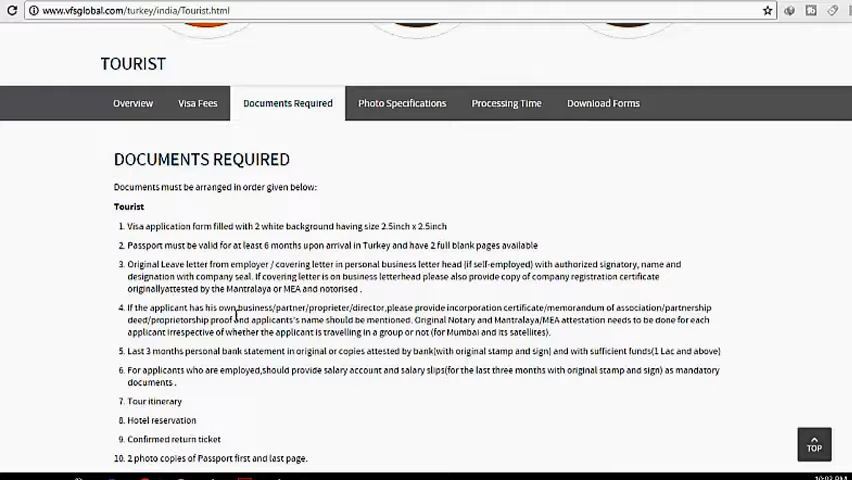 www.vfsglobal.com/turkey/india/Tourist.html
TOURIST
Overview
Visa Fees
Documents Required
Photo Specifications
Processing Time
Download Forms
DOCUMENTS REQUIRED
Documents must be arranged in order given below:
Tourist
1. Visa application form filled with 2 white background having size 2.5inch x 2.5inch
2. Passport must be valid for at least 6 months upon arrival in Turkey and have 2 full blank pages available
3. Original Leave letter from employer / covering letter in personal business letter head (if self-employed) with authorized signatory, name and
designation with company seal. If covering letter is on business letterhead please also provide copy of company registration certificate
originallyattested by the Mantralaya or MEA and notorised .
4. If the applicant has his own business/partner/proprieter/director,please provide incorporation certificate/memorandum of association/partnership
deed/proprietorship proof and applicants's name should be mentioned. Original Notary and Mantralaya/MEA attestation needs to be done for each
applicant irrespective of whether the applicant is travelling in a group or not (for Mumbai and its satellites).
5. Last 3 months personal bank statement in original or copies attested by bank(with original stamp and sign) and with sufficient funds(1 Lac and above)
6. For applicants who are employed,should provide salary account and salary slips(for the last three months with original stamp and sign) as mandatory
documents .
7. Tour itinerary
8. Hotel reservation
9. Confirmed return ticket
10. 2 photo copies of Passport first and last page.
TOP